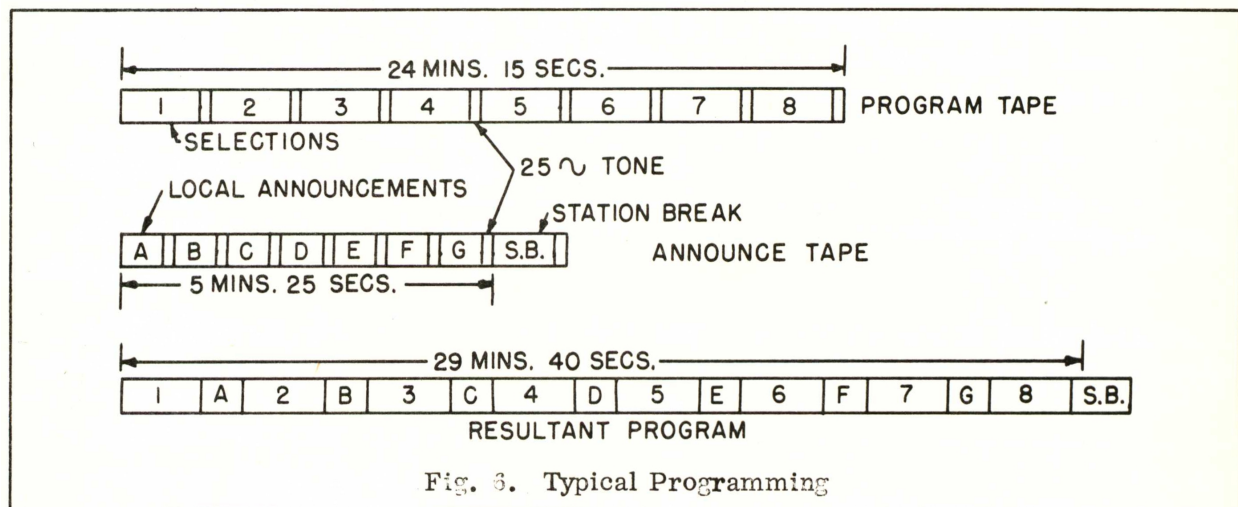 24 MINS. 15 SECS.
1 2 3 4 5 6 7 8 PROGRAM TAPE
SELECTIONS
25 ∿ TONE
LOCAL ANNOUNCEMENTS
STATION BREAK
A B C D E F G S.B. ANNOUNCE TAPE
5 MINS. 25 SECS.
29 MINS. 40 SECS.
1 A 2 B 3 C 4 D 5 E 6 F 7 G 8 S.B.
RESULTANT PROGRAM
Fig. 6. Typical Programming